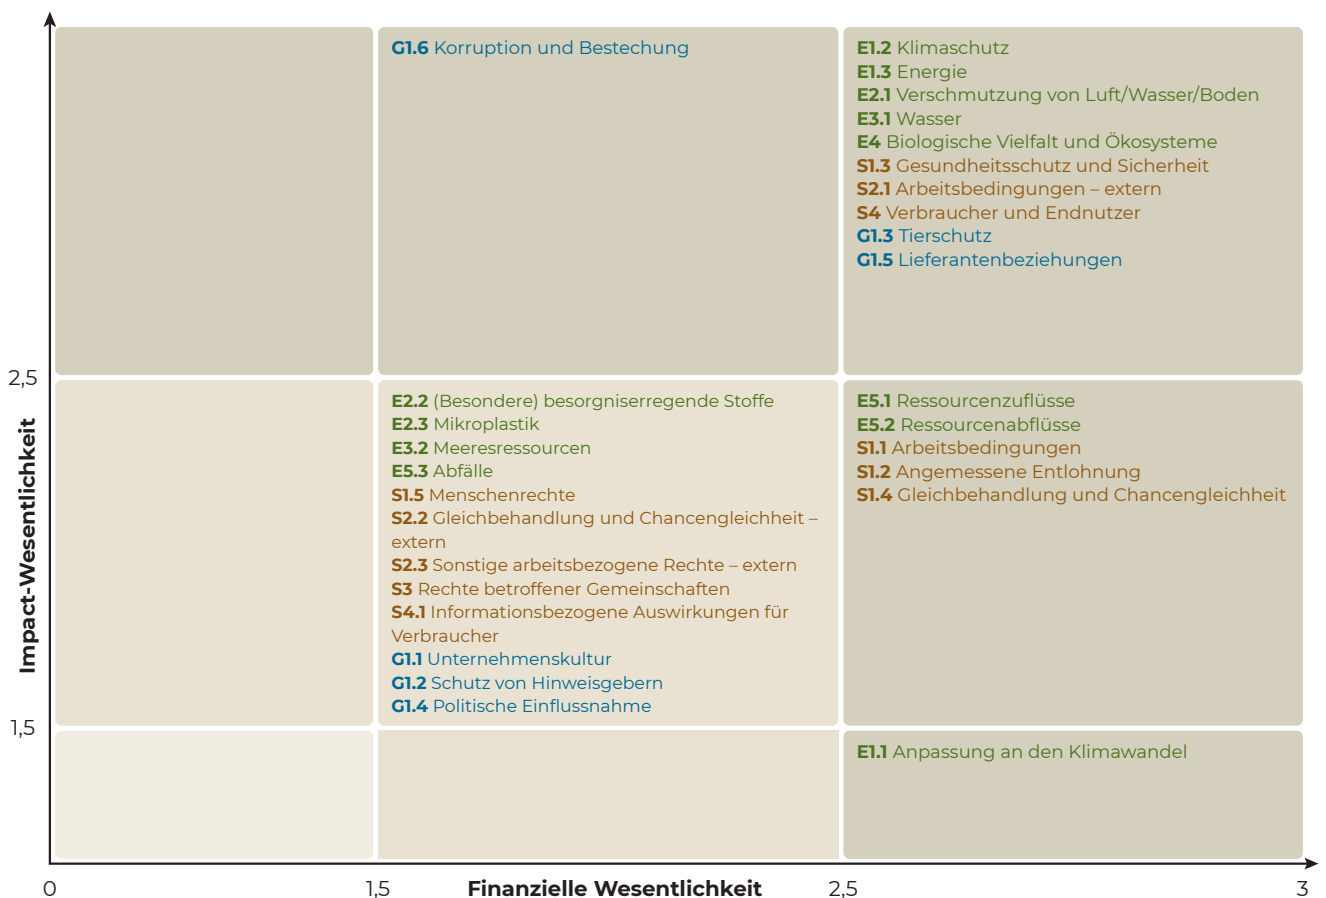 G1.6 Korruption und Bestechung
E1.2 Klimaschutz
E1.3 Energie
E2.1 Verschmutzung von Luft/Wasser/Boden
E3.1 Wasser
E4 Biologische Vielfalt und Ökosysteme
S1.3 Gesundheitsschutz und Sicherheit
S2.1 Arbeitsbedingungen – extern
S4 Verbraucher und Endnutzer
G1.3 Tierschutz
G1.5 Lieferantenbeziehungen
2,5
Impact-Wesentlichkeit
E2.2 (Besondere) besorgniserregende Stoffe
E2.3 Mikroplastik
E3.2 Meeresressourcen
E5.3 Abfälle
S1.5 Menschenrechte
S2.2 Gleichbehandlung und Chancengleichheit –
extern
S2.3 Sonstige arbeitsbezogene Rechte – extern
S3 Rechte betroffener Gemeinschaften
S4.1 Informationsbezogene Auswirkungen für
Verbraucher
G1.1 Unternehmenskultur
G1.2 Schutz von Hinweisgebern
G1.4 Politische Einflussnahme
E5.1 Ressourcenzuflüsse
E5.2 Ressourcenabflüsse
S1.1 Arbeitsbedingungen
S1.2 Angemessene Entlohnung
S1.4 Gleichbehandlung und Chancengleichheit
1,5
E1.1 Anpassung an den Klimawandel
0
1,5
Finanzielle Wesentlichkeit
2,5
3